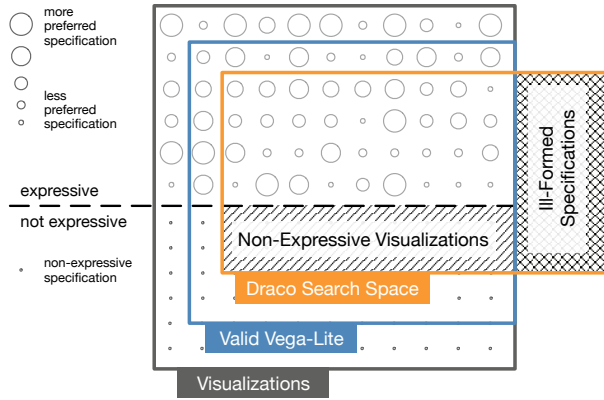 more
preferred
specification
less
preferred
specification
expressive
not expressive
non-expressive
specification
Non-Expressive Visualizations
Ill-Formed
Specifications
Draco Search Space
Valid Vega-Lite
Visualizations